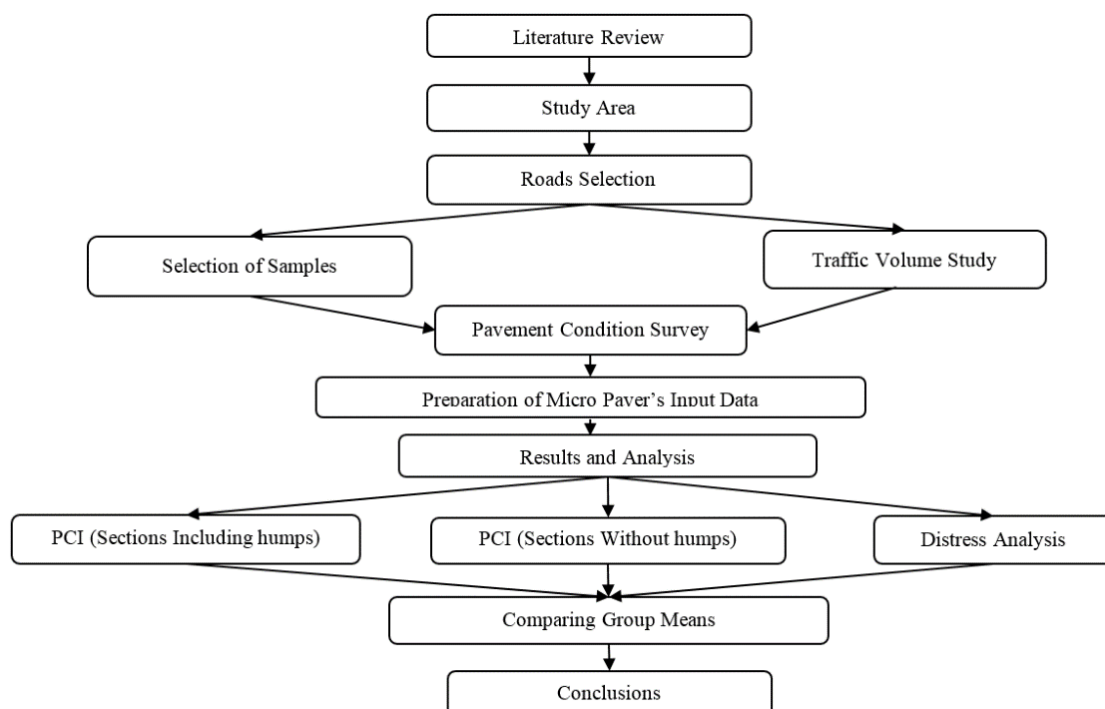 Literature Review
Study Area
Roads Selection
Selection of Samples
Traffic Volume Study
Pavement Condition Survey
Preparation of Micro Paver's Input Data
Results and Analysis
PCI (Sections Including humps)
PCI (Sections Without humps)
Distress Analysis
Comparing Group Means
Conclusions